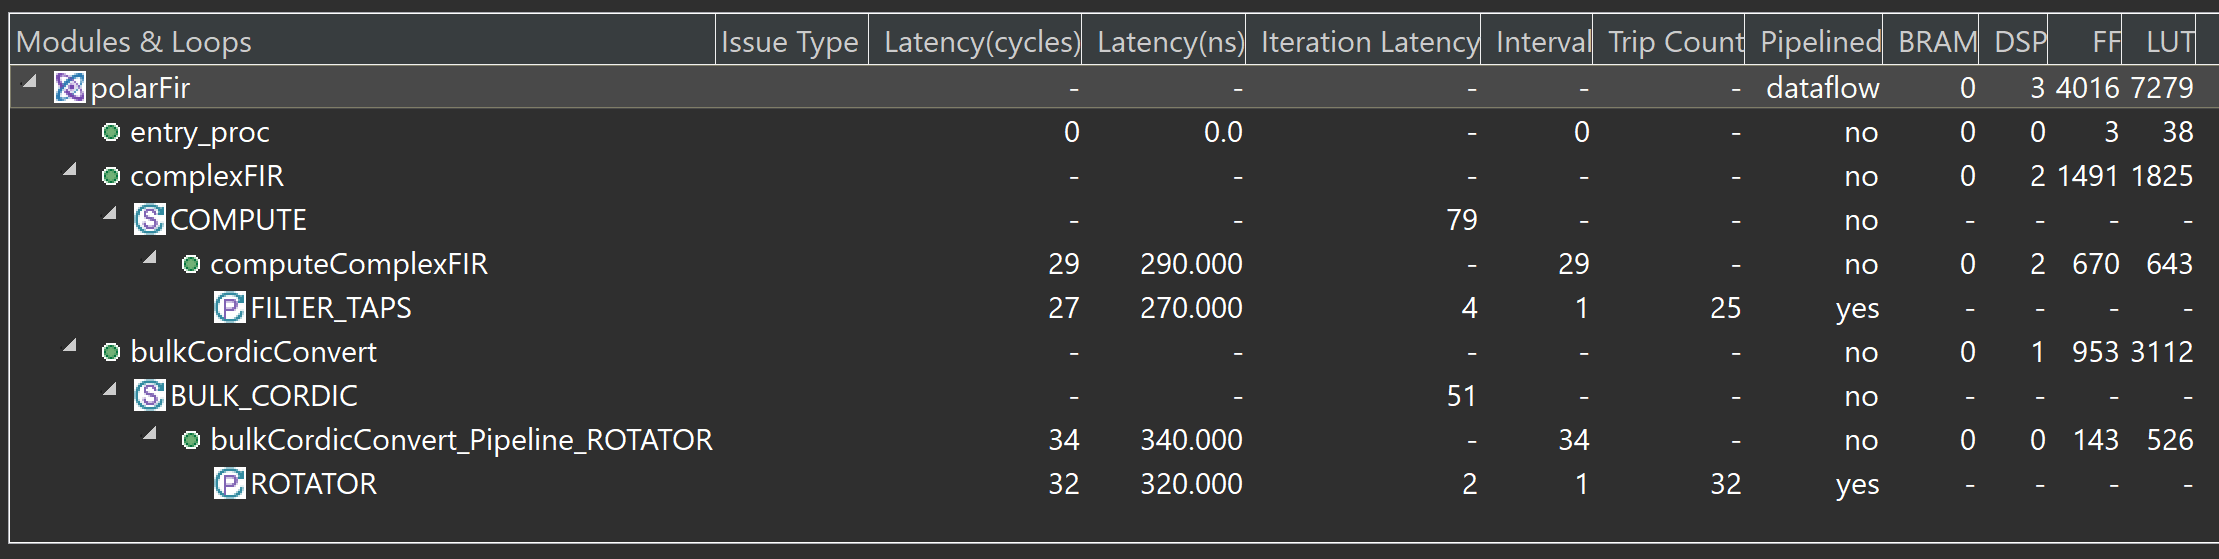 Modules & Loops Issue Type Latency(cycles) Latency(ns) Iteration Latency Interval Trip Count Pipelined BRAM DSP FF LUT
polarFir - - - - - dataflow 0 3 4016 7279
entry_proc 0 0.0 - 0 - no 0 0 3 38
complexFIR - - - - - no 0 2 1491 1825
S COMPUTE - - 79 - - no - - - -
computeComplexFIR 29 290.000 - 29 - no 0 2 670 643
P FILTER_TAPS 27 270.000 4 1 25 yes - - - -
bulkCordicConvert - - - - - no 0 1 953 3112
S BULK_CORDIC - - 51 - - no - - - -
bulkCordicConvert_Pipeline_ROTATOR 34 340.000 - 34 - no 0 0 143 526
P ROTATOR 32 320.000 2 1 32 yes - - - -